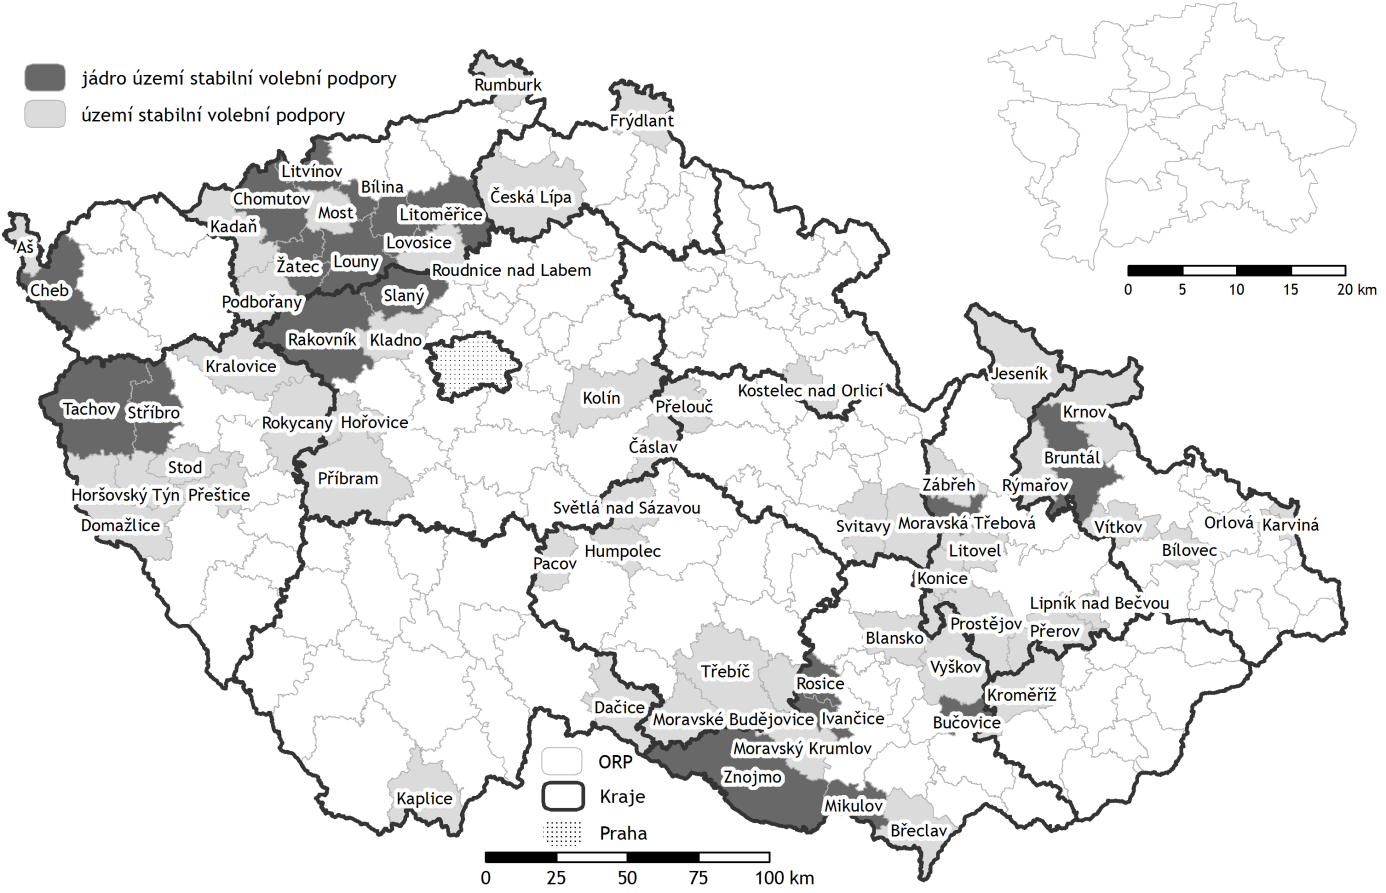 jádro území stabilní volební podpory
území stabilní volební podpory
Rumburk
Frýdlant
Litvínov
Bílina
Chomutov
Most
Litoměřice
Česká Lípa
Kadaň
Lovosice
Aš
Žatec
Louny
Roudnice nad Labem
Cheb
Podbořany
Slaný
0 5 10 15 20 km
Rakovník
Kladno
Kralovice
Jeseník
Kolín
Kostelec nad Orlicí
Tachov
Stříbro
Přelouč
Krnov
Rokycany
Hořovice
Čáslav
Bruntál
Stod
Příbram
Zábřeh
Rýmařov
Horšovský Týn
Přeštice
Světlá nad Sázavou
Domažlice
Svitavy
Moravská Třebová
Vítkov
Orlová
Karviná
Humpolec
Litovel
Bílovec
Pacov
Konice
Lipník nad Bečvou
Blansko
Prostějov
Přerov
Třebíč
Vyškov
Rosice
Kroměříž
Dačice
Moravské Budějovice
Ivančice
Bučovice
Moravský Krumlov
ORP
Znojmo
Kaplice
Kraje
Mikulov
Praha
Břeclav
0 25 50 75 100 km